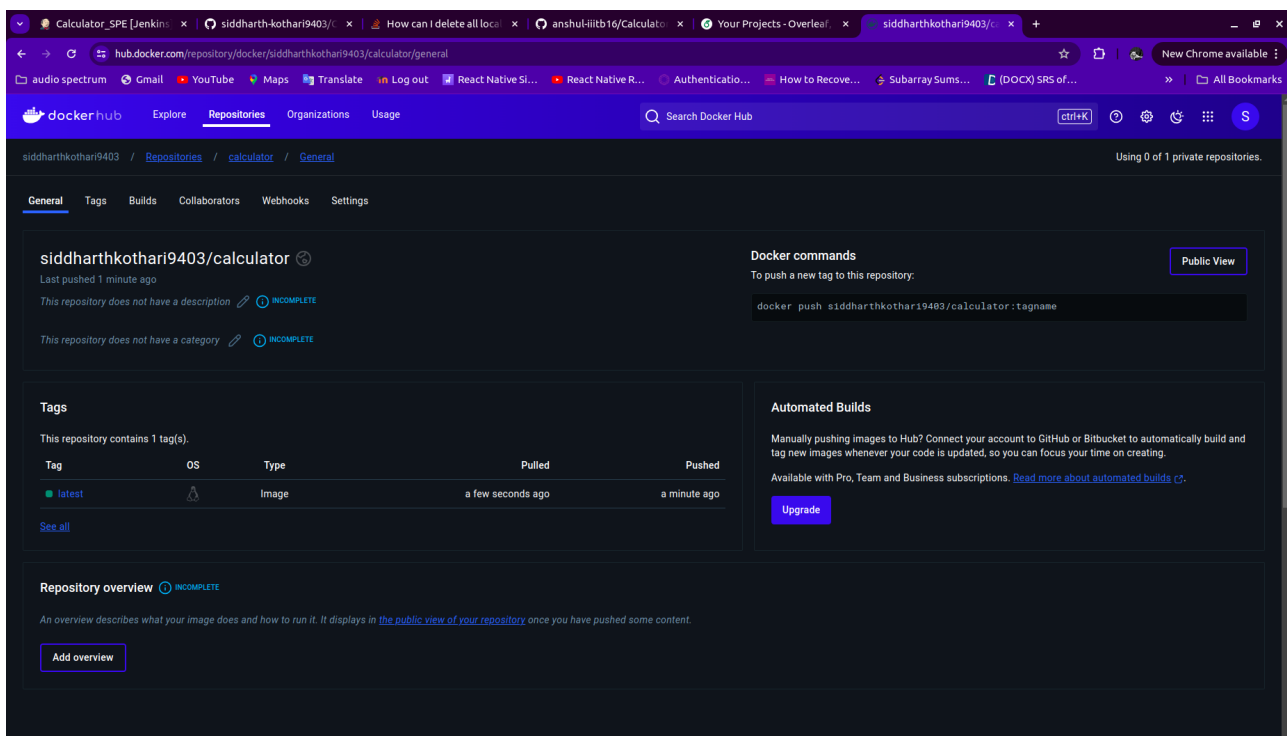 Calculator_SPE [Jenkins
siddharth-kothari9403/C
How can I delete all local
anshul-iiitb16/Calculator
Your Projects - Overleaf,
siddharthkothari9403/ca
hub.docker.com/repository/docker/siddharthkothari9403/calculator/general
New Chrome available
audio spectrum Gmail YouTube Maps Translate Log out React Native Si... React Native R... Authenticatio... How to Recove... Subarray Sums... (DOCX) SRS of... » All Bookmarks
dockerhub Explore Repositories Organizations Usage Search Docker Hub ctrl+K S
siddharthkothari9403 / Repositories / calculator / General Using 0 of 1 private repositories.
General Tags Builds Collaborators Webhooks Settings
siddharthkothari9403/calculator
Last pushed 1 minute ago
This repository does not have a description INCOMPLETE
This repository does not have a category INCOMPLETE
Docker commands
Public View
To push a new tag to this repository:
docker push siddharthkothari9403/calculator:tagname
Tags
This repository contains 1 tag(s).
Tag OS Type Pulled Pushed
latest Image a few seconds ago a minute ago
See all
Automated Builds
Manually pushing images to Hub? Connect your account to GitHub or Bitbucket to automatically build and
tag new images whenever your code is updated, so you can focus your time on creating.
Available with Pro, Team and Business subscriptions. Read more about automated builds.
Upgrade
Repository overview INCOMPLETE
An overview describes what your image does and how to run it. It displays in the public view of your repository once you have pushed some content.
Add overview